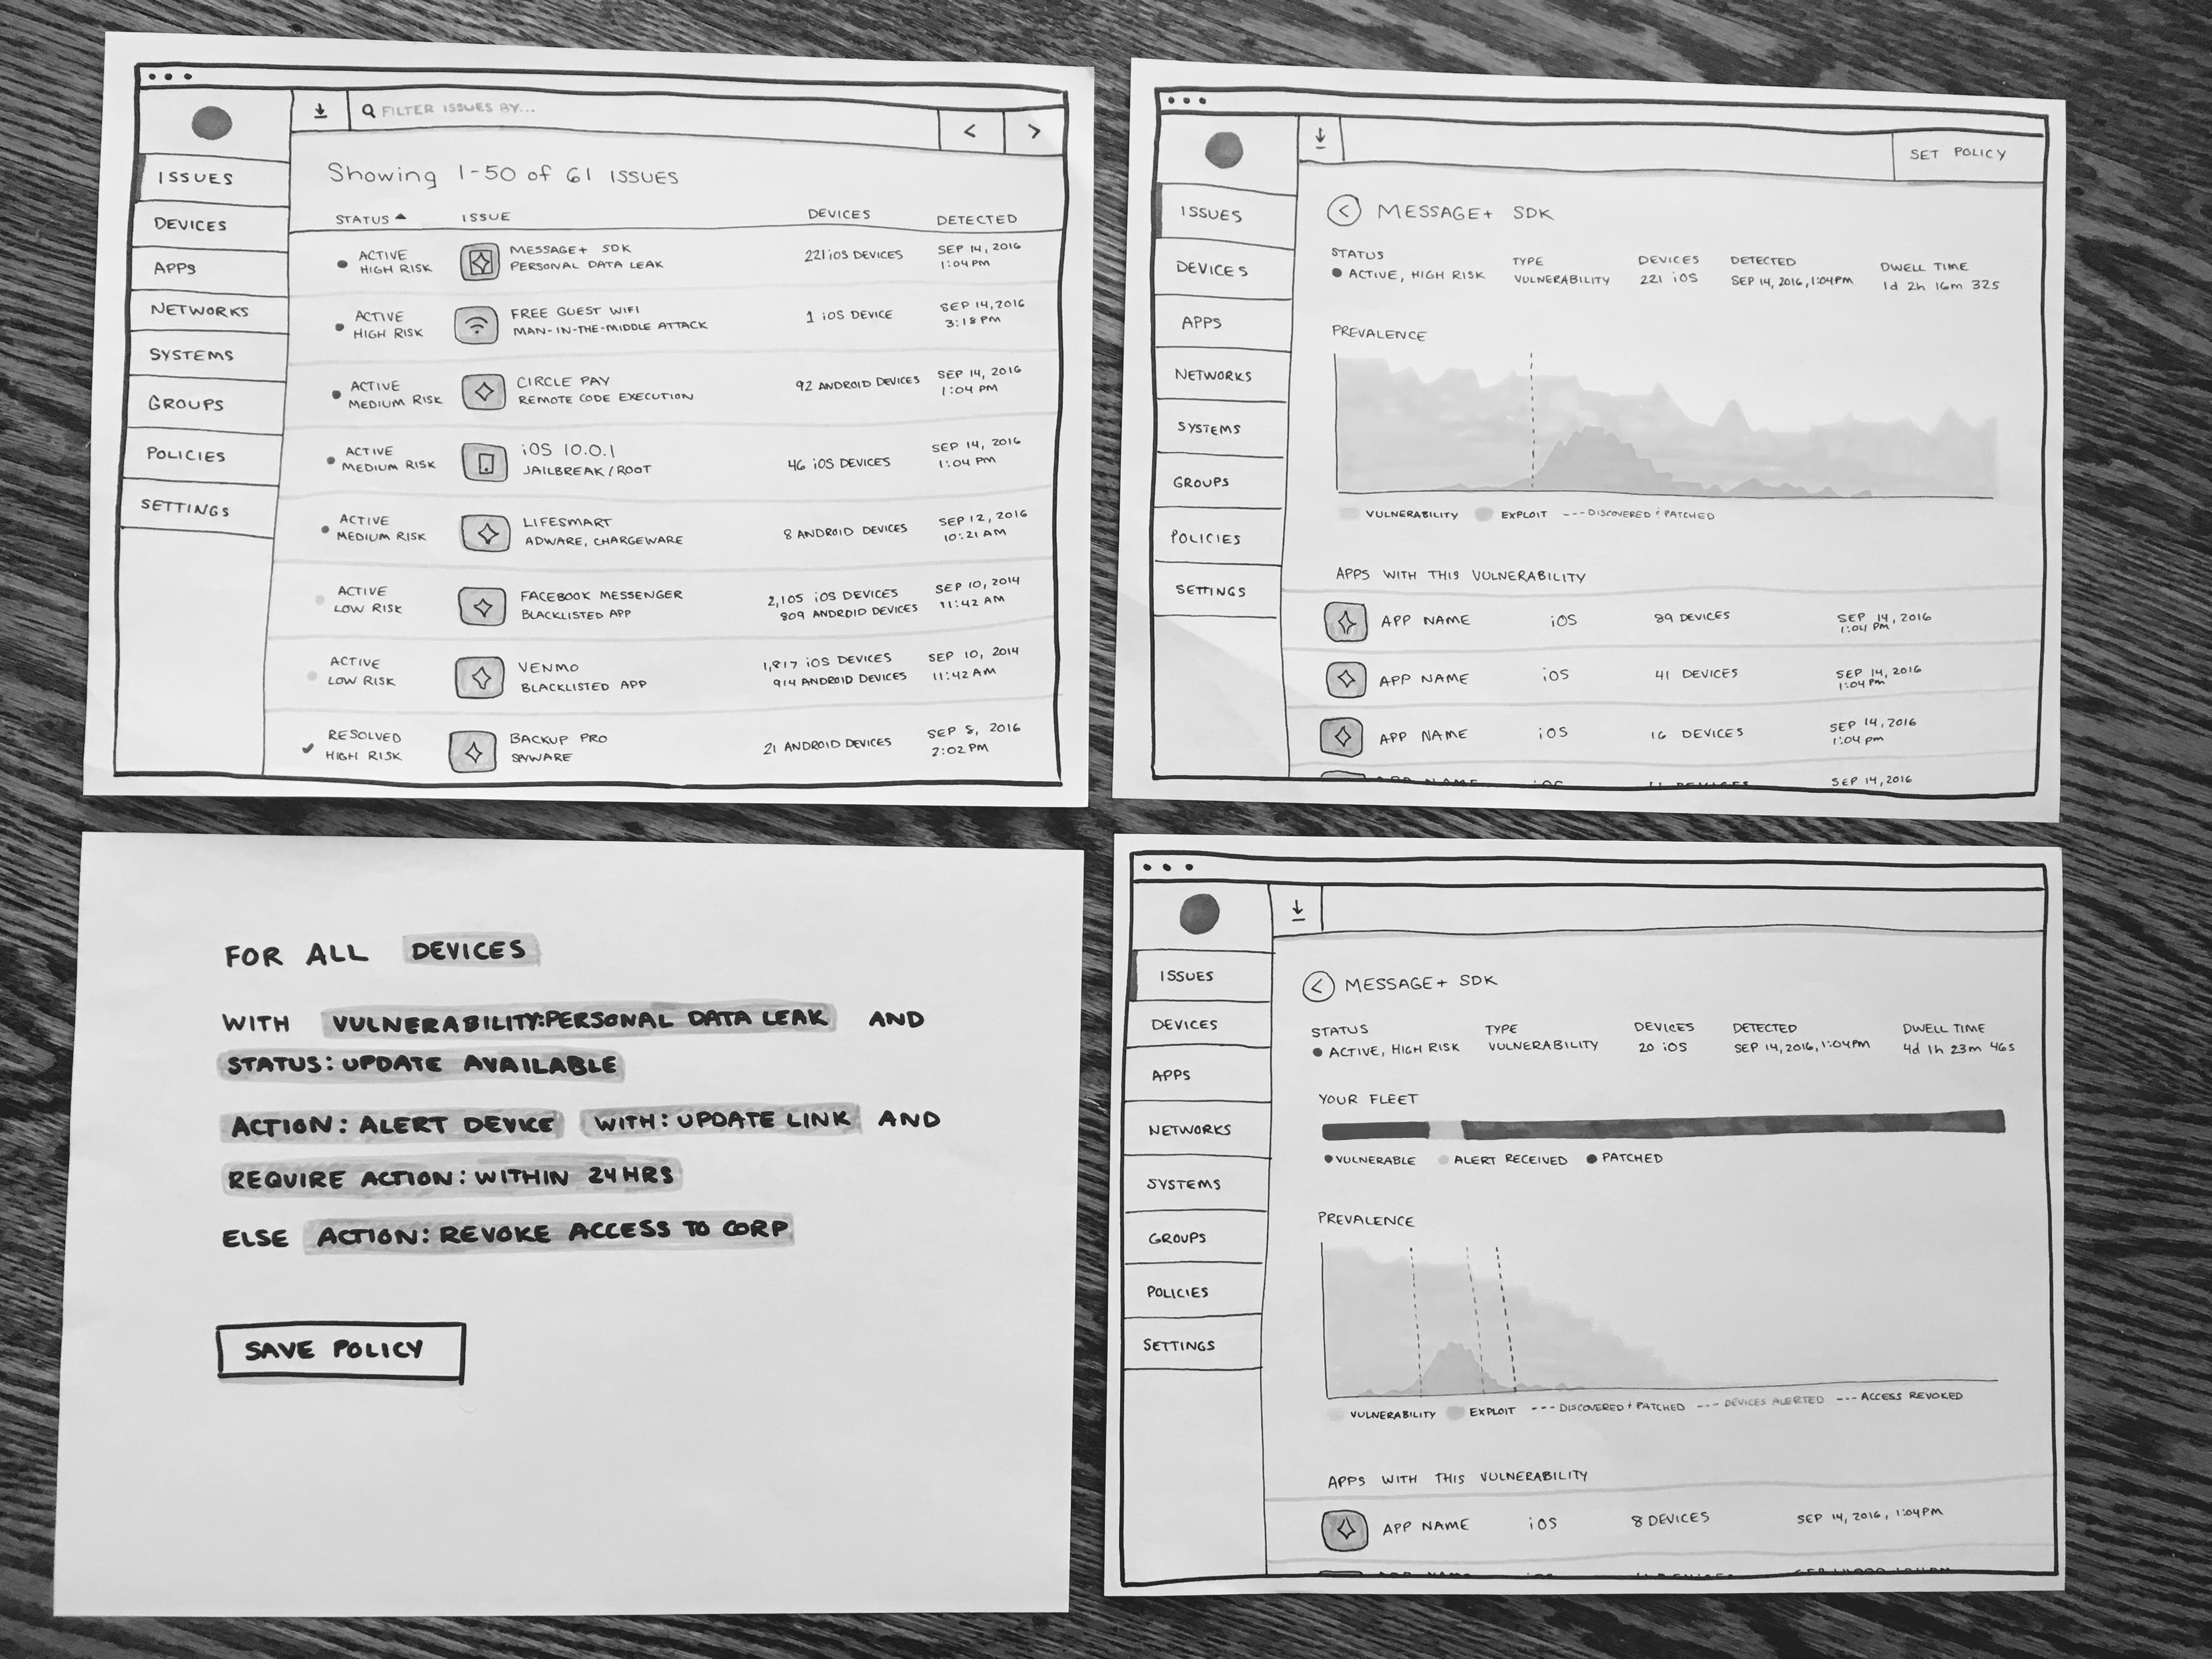 FILTER ISSUES BY...
< >
ISSUES
DEVICES
APPS
NETWORKS
SYSTEMS
GROUPS
POLICIES
SETTINGS
Showing 1-50 of 61 ISSUES
STATUS ISSUE DEVICES DETECTED
ACTIVE HIGH RISK
MESSAGE+ SDK
PERSONAL DATA LEAK
221 iOS DEVICES
SEP 14, 2016
1:04 PM
ACTIVE HIGH RISK
FREE GUEST WIFI
MAN-IN-THE-MIDDLE ATTACK
1 iOS DEVICE
SEP 14, 2016
3:18 PM
ACTIVE MEDIUM RISK
CIRCLE PAY
REMOTE CODE EXECUTION
92 ANDROID DEVICES
SEP 14, 2016
1:04 PM
ACTIVE MEDIUM RISK
iOS 10.0.1
JAILBREAK/ROOT
46 iOS DEVICES
SEP 14, 2016
1:04 PM
ACTIVE MEDIUM RISK
LIFESMART
ADWARE, CHARGEWARE
8 ANDROID DEVICES
SEP 12, 2016
10:21 AM
ACTIVE LOW RISK
FACEBOOK MESSENGER
BLACKLISTED APP
2,105 iOS DEVICES
809 ANDROID DEVICES
SEP 10, 2014
11:42 AM
ACTIVE LOW RISK
VENMO
BLACKLISTED APP
1,817 iOS DEVICES
914 ANDROID DEVICES
SEP 10, 2014
11:42 AM
RESOLVED HIGH RISK
BACKUP PRO
SPYWARE
21 ANDROID DEVICES
SEP 8, 2016
2:02 PM
SET POLICY
ISSUES
DEVICES
APPS
NETWORKS
SYSTEMS
GROUPS
POLICIES
SETTINGS
< MESSAGE+ SDK
STATUS TYPE DEVICES DETECTED DWELL TIME
ACTIVE, HIGH RISK VULNERABILITY 221 iOS SEP 14, 2016, 1:04PM 1d 2h 16m 32s
PREVALENCE
VULNERABILITY EXPLOIT ---DISCOVERED + PATCHED
APPS WITH THIS VULNERABILITY
APP NAME iOS 89 DEVICES SEP 14, 2016
1:04 PM
APP NAME iOS 41 DEVICES SEP 14, 2016
1:04 PM
APP NAME iOS 16 DEVICES SEP 14, 2016
1:04 pm
APP NAME iOS 11 DEVICES SEP 14, 2016
FOR ALL DEVICES
WITH VULNERABILITY:PERSONAL DATA LEAK AND
STATUS: UPDATE AVAILABLE
ACTION: ALERT DEVICE WITH: UPDATE LINK AND
REQUIRE ACTION: WITHIN 24 HRS
ELSE ACTION: REVOKE ACCESS TO CORP
SAVE POLICY
ISSUES
DEVICES
APPS
NETWORKS
SYSTEMS
GROUPS
POLICIES
SETTINGS
< MESSAGE+ SDK
STATUS TYPE DEVICES DETECTED DWELL TIME
ACTIVE, HIGH RISK VULNERABILITY 20 iOS SEP 14, 2016, 1:04PM 4d 1h 23m 46s
YOUR FLEET
VULNERABLE ALERT RECEIVED PATCHED
PREVALENCE
VULNERABILITY EXPLOIT --- DISCOVERED + PATCHED --- DEVICES ALERTED --- ACCESS REVOKED
APPS WITH THIS VULNERABILITY
APP NAME iOS 8 DEVICES SEP 14, 2016, 1:04PM